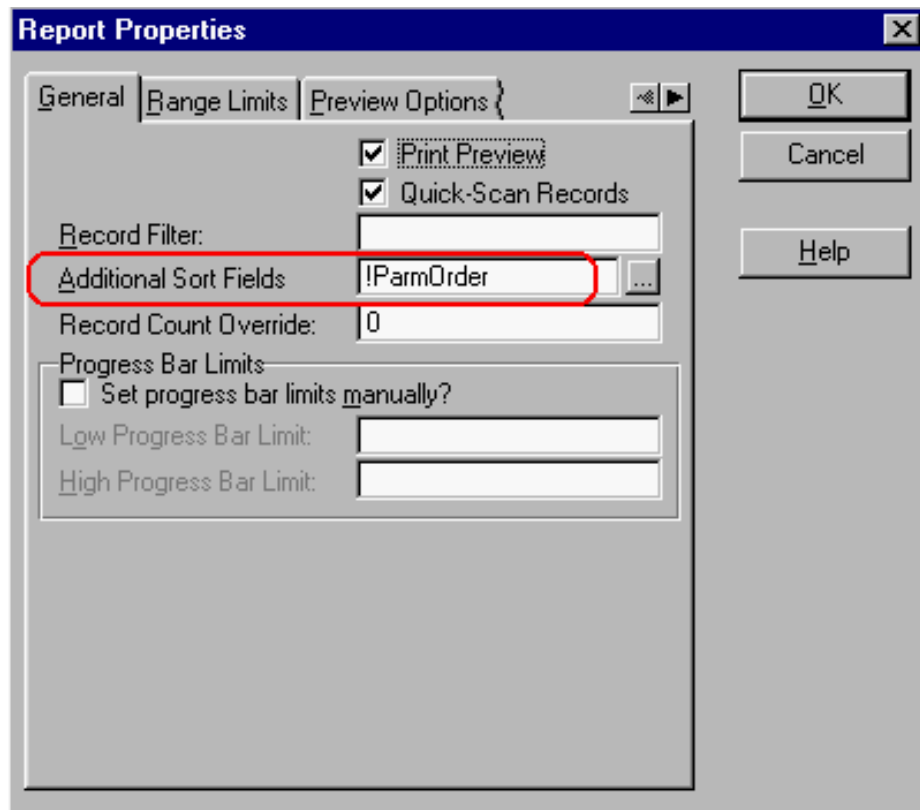 Report Properties
General Range Limits Preview Options
OK
Cancel
Help
Print Preview
Quick-Scan Records
Record Filter:
Additional Sort Fields !ParmOrder ...
Record Count Override: 0
Progress Bar Limits
Set progress bar limits manually?
Low Progress Bar Limit:
High Progress Bar Limit: